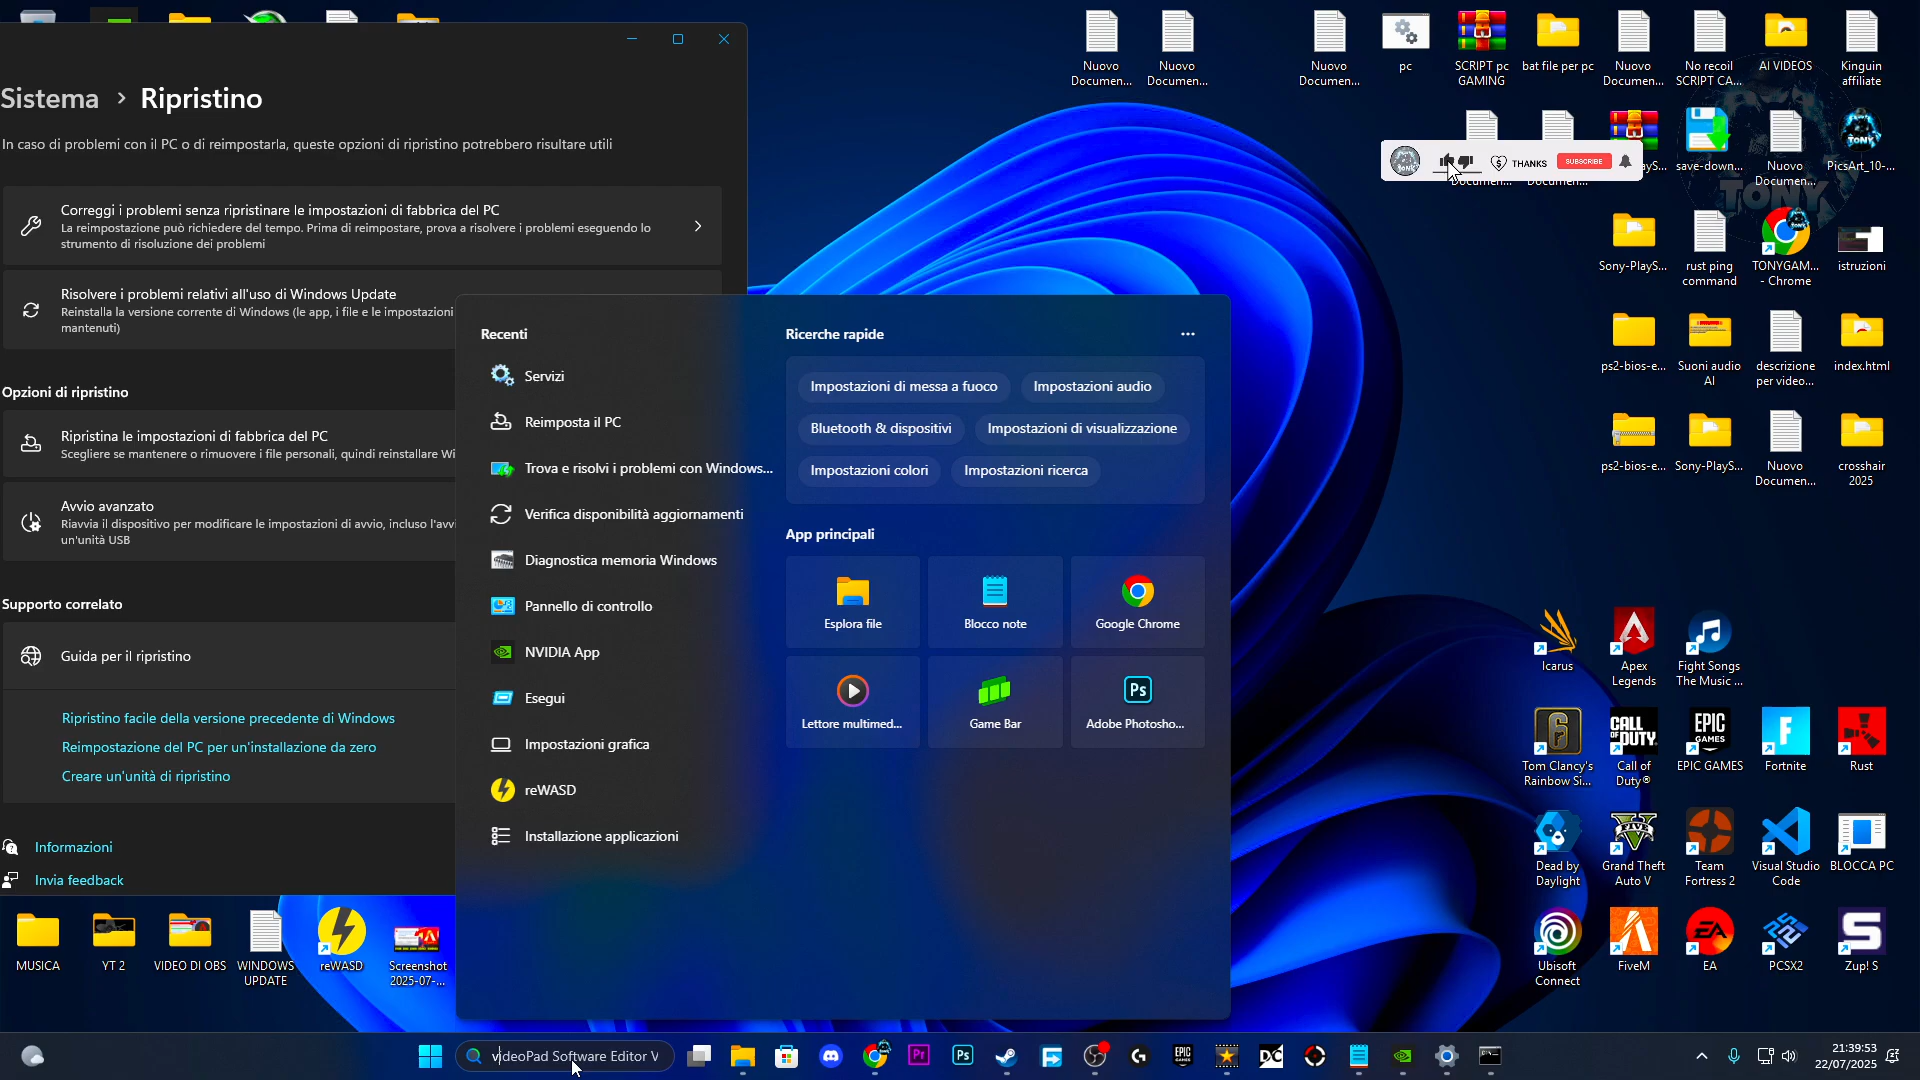 Sistema > Ripristino
In caso di problemi con il PC o di reimpostarla, queste opzioni di ripristino potrebbero risultare utili
Correggi i problemi senza ripristinare le impostazioni di fabbrica del PC
La reimpostazione può richiedere del tempo. Prima di reimpostare, prova a risolvere i problemi eseguendo lo
strumento di risoluzione dei problemi
Risolvere i problemi relativi all'uso di Windows Update
Reinstalla la versione corrente di Windows (le app, i file e le impostazioni
mantenuti)
Opzioni di ripristino
Ripristina le impostazioni di fabbrica del PC
Scegliere se mantenere o rimuovere i file personali, quindi reinstallare Wi
Avvio avanzato
Riavvia il dispositivo per modificare le impostazioni di avvio, incluso l'avvi
un'unità USB
Supporto correlato
Guida per il ripristino
Ripristino facile della versione precedente di Windows
Reimpostazione del PC per un'installazione da zero
Creare un'unità di ripristino
Informazioni
Invia feedback
Recenti
Servizi
Reimposta il PC
Trova e risolvi i problemi con Windows...
Verifica disponibilità aggiornamenti
Diagnostica memoria Windows
Pannello di controllo
NVIDIA App
Esegui
Impostazioni grafica
reWASD
Installazione applicazioni
Ricerche rapide
Impostazioni di messa a fuoco
Impostazioni audio
Bluetooth & dispositivi
Impostazioni di visualizzazione
Impostazioni colori
Impostazioni ricerca
App principali
Esplora file
Blocco note
Google Chrome
Lettore multimed...
Game Bar
Adobe Photosho...
Nuovo
Documen...
Nuovo
Documen...
Nuovo
Documen...
pc
SCRIPT pc
GAMING
bat file per pc
Nuovo
Documen...
No recoil
SCRIPT CA...
AI VIDEOS
Kinguin
affiliate
THANKS
SUBSCRIBE
Documen...
Documen...
ayS...
save-down...
Nuovo
Documen...
TONY
PicsArt_10-...
TONY
Sony-PlayS...
rust ping
command
TONYGAM...
- Chrome
istruzioni
ps2-bios-e...
Suoni audio
AI
descrizione
per video...
index.html
ps2-bios-e...
Sony-PlayS...
Nuovo
Documen...
crosshair
2025
Icarus
Apex
Legends
Fight Songs
The Music ...
CALL OF DUTY
EPIC GAMES
Tom Clancy's
Rainbow Si...
Call of
Duty®
EPIC GAMES
Fortnite
Rust
FIVE
Dead by
Daylight
Grand Theft
Auto V
Team
Fortress 2
Visual Studio
Code
BLOCCA PC
Ubisoft
Connect
FiveM
EA
PCSX2
Zup! S
MUSICA
YT 2
VIDEO DI OBS
WINDOWS
UPDATE
reWASD
Screenshot
2025-07-...
videoPad Software Editor V
21:39:53
22/07/2025